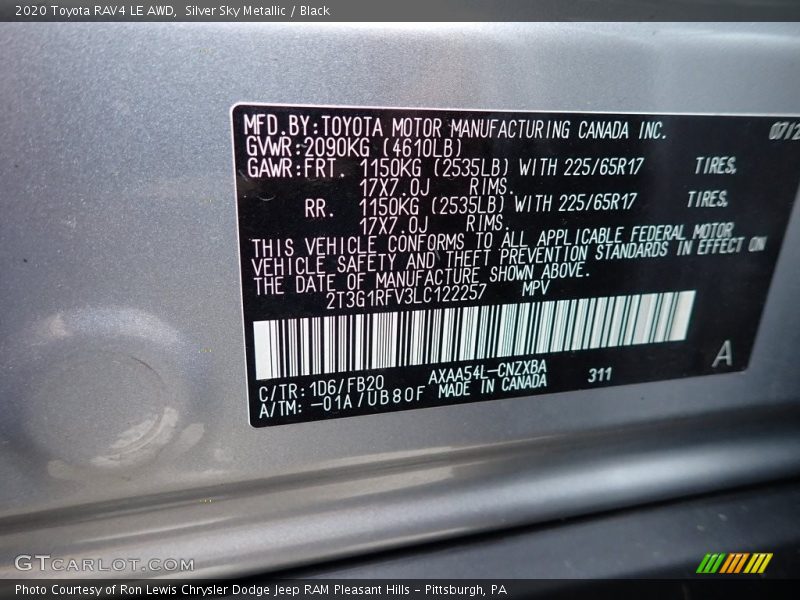 2020 Toyota RAV4 LE AWD, Silver Sky Metallic / Black
MFD.BY:TOYOTA MOTOR MANUFACTURING CANADA INC. 07/2
GVWR:2090KG (4610LB)
GAWR:FRT. 1150KG (2535LB) WITH 225/65R17 TIRES,
17X7.0J RIMS.
RR. 1150KG (2535LB) WITH 225/65R17 TIRES,
17X7.0J RIMS.
THIS VEHICLE CONFORMS TO ALL APPLICABLE FEDERAL MOTOR
VEHICLE SAFETY AND THEFT PREVENTION STANDARDS IN EFFECT ON
THE DATE OF MANUFACTURE SHOWN ABOVE.
2T3G1RFV3LC122257 MPV
C/TR: 1D6/FB20 AXAA54L-CNZXBA 311 A
A/TM: -01A/UB80F MADE IN CANADA
GTCARLOT.COM
Photo Courtesy of Ron Lewis Chrysler Dodge Jeep RAM Pleasant Hills - Pittsburgh, PA